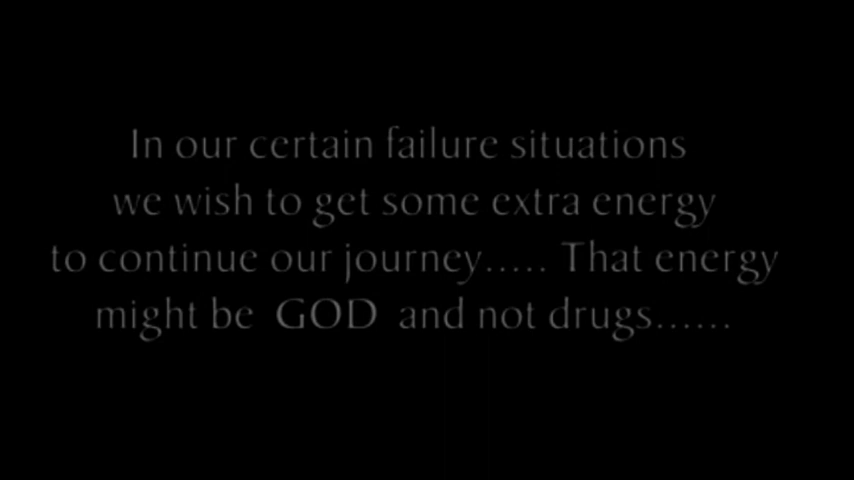 In our certain failure situations
we wish to get some extra energy
to continue our journey..... That energy
might be GOD and not drugs......